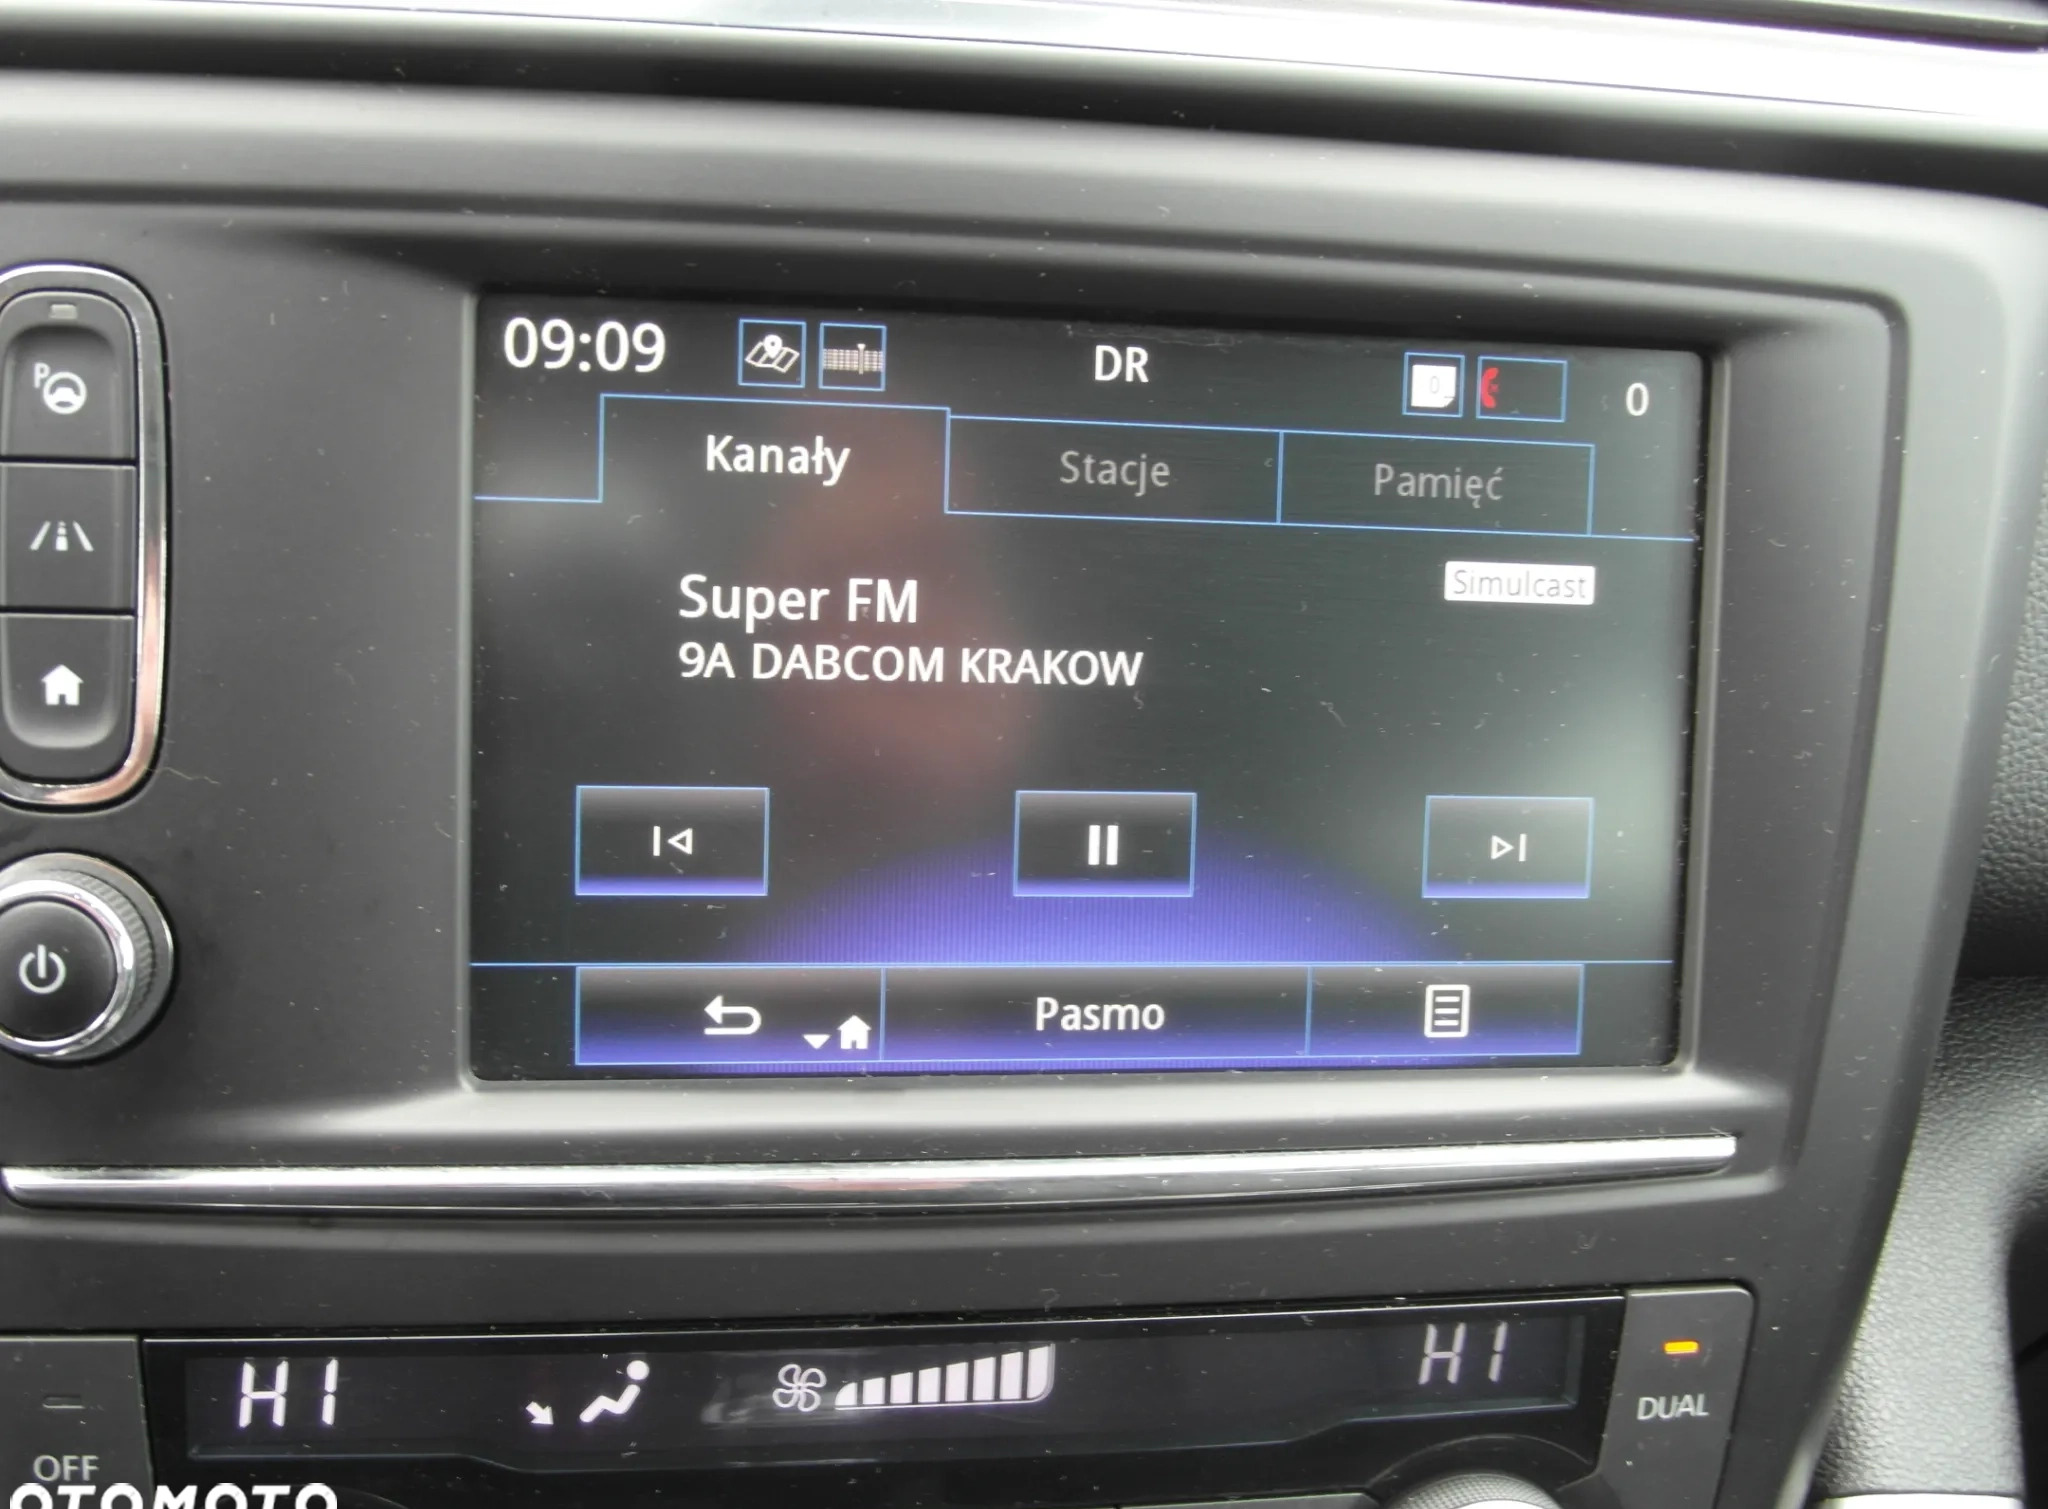 09:09 DR 0 0
Kanały Stacje Pamięć
Simulcast
Super FM
9A DABCOM KRAKOW
Pasmo
P
HI HI
DUAL
OFF
OTOMOTO